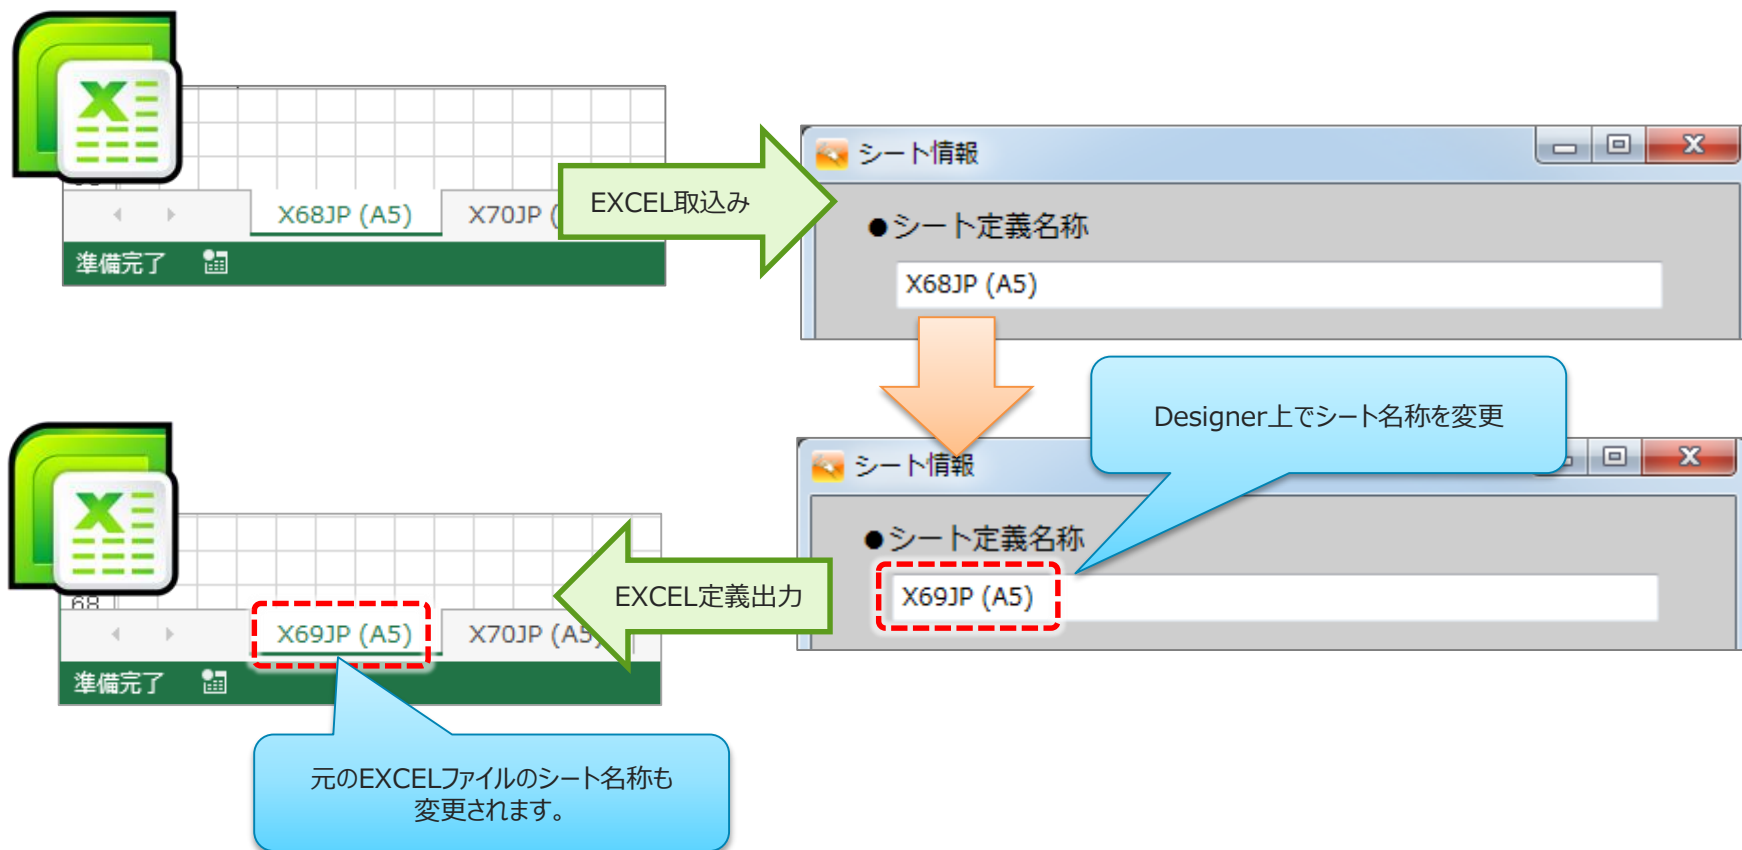 X68JP (A5) X70JP (
準備完了
EXCEL取込み
シート情報
●シート定義名称
X68JP (A5)
Designer上でシート名称を変更
シート情報
●シート定義名称
X69JP (A5)
EXCEL定義出力
68
X69JP (A5) X70JP (A5)
準備完了
元のEXCELファイルのシート名称も
変更されます。